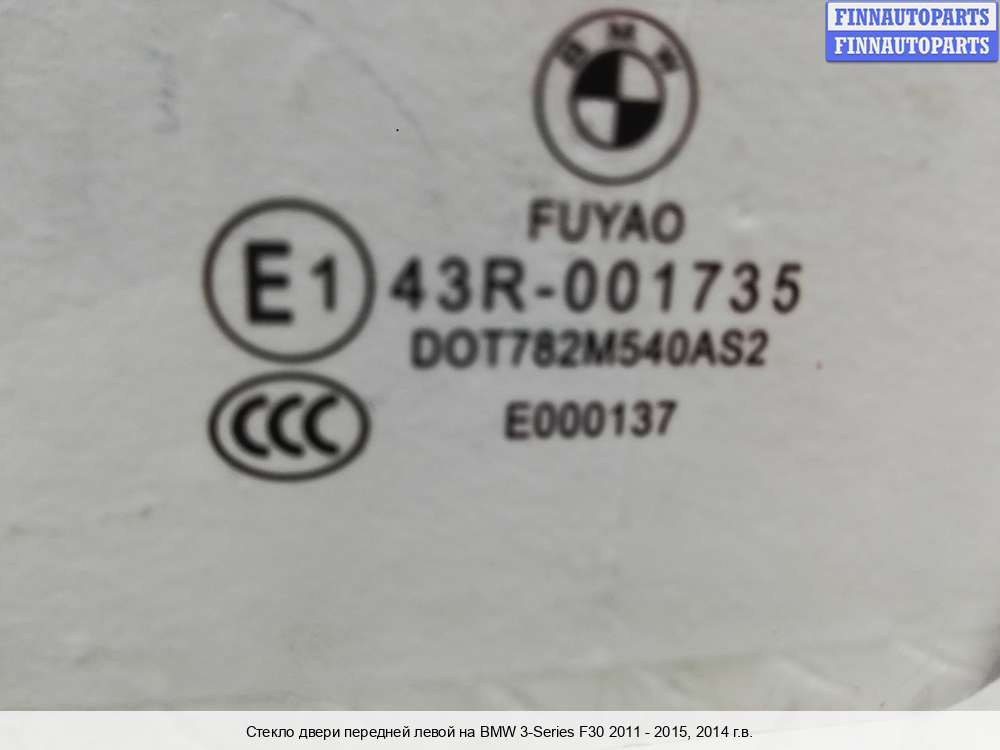 FINNAUTOPARTS
FINNAUTOPARTS
BMW
FUYAO
E1 43R-001735
DOT782M540AS2
CCC E000137
Стекло двери передней левой на BMW 3-Series F30 2011 - 2015, 2014 г.в.